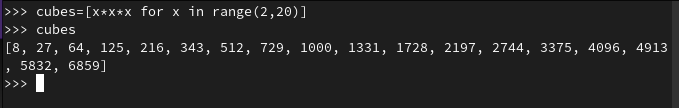 >>> cubes=[x*x*x for x in range(2,20)]
>>> cubes
[8, 27, 64, 125, 216, 343, 512, 729, 1000, 1331, 1728, 2197, 2744, 3375, 4096, 4913
, 5832, 6859]
>>>